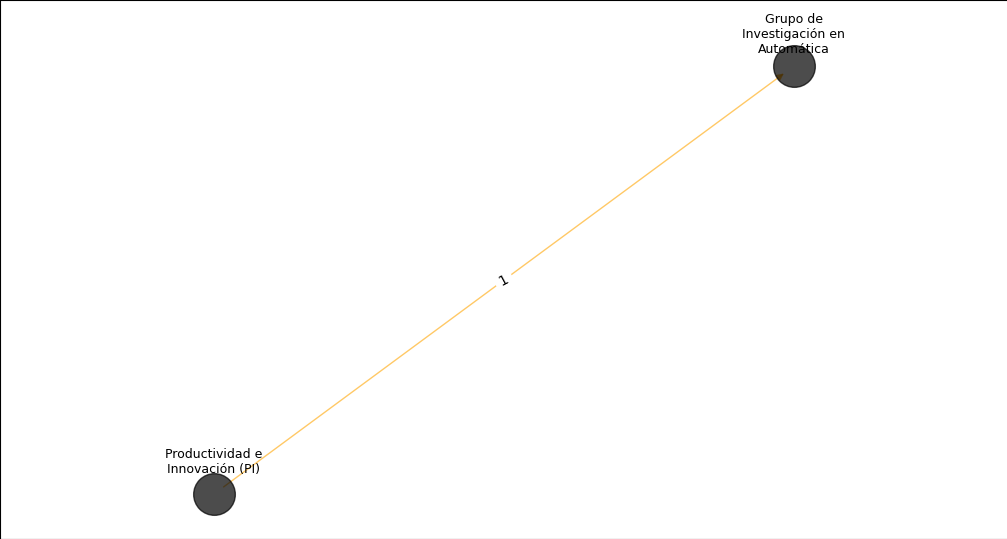 Grupo de
Investigación en
Automática
1
Productividad e
Innovación (PI)